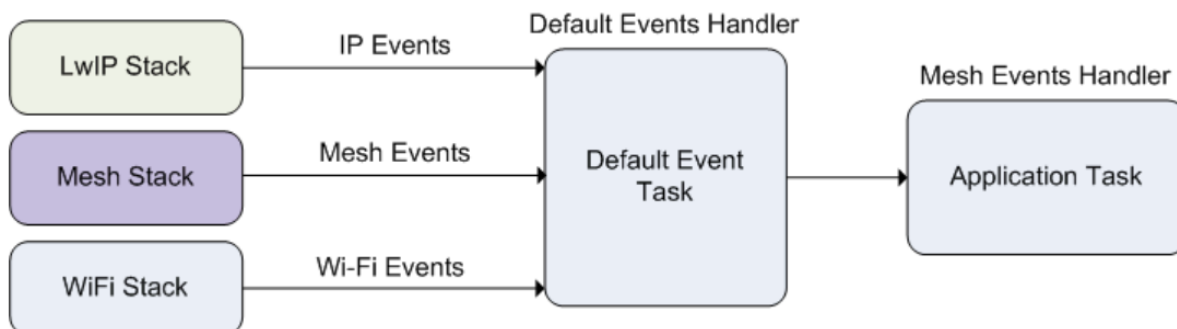 Default Events Handler
LwIP Stack
IP Events
Mesh Events Handler
Mesh Stack
Mesh Events
Default Event
Task
Application Task
WiFi Stack
Wi-Fi Events